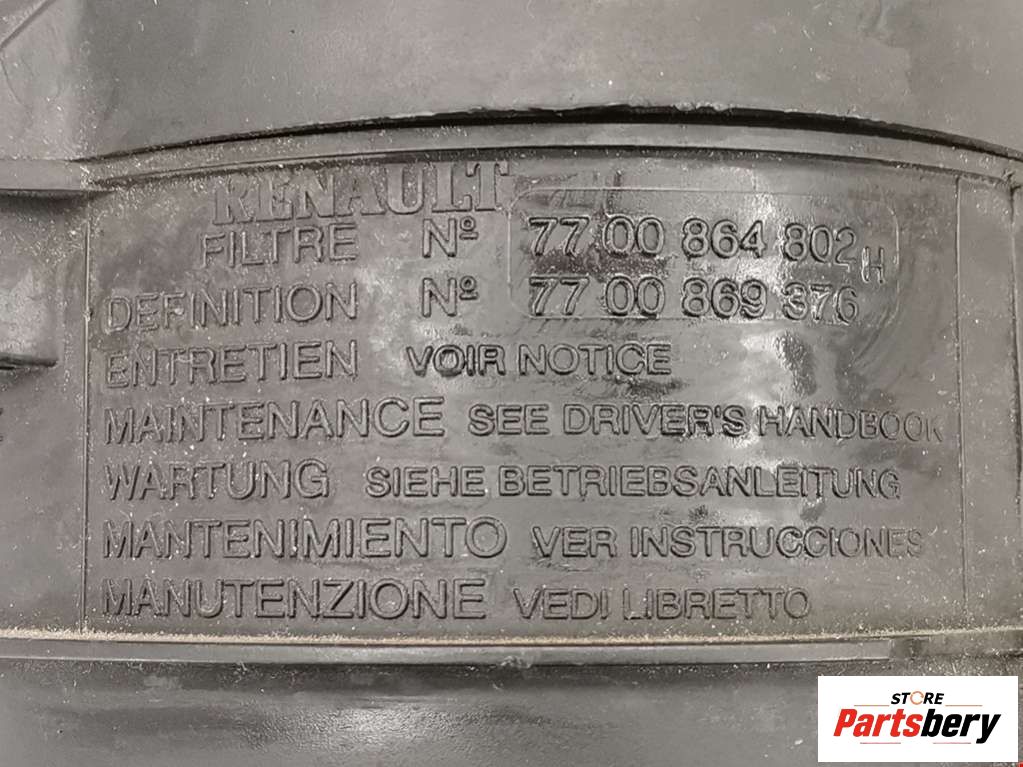 RENAULT
FILTRE Nº 77 00 864 802 H
DEFINITION Nº 77 00 869 376
ENTRETIEN VOIR NOTICE
MAINTENANCE SEE DRIVER'S HANDBOOK
WARTUNG SIEHE BETRIEBSANLEITUNG
MANTENIMIENTO VER INSTRUCCIONES
MANUTENZIONE VEDI LIBRETTO
STORE
Partsbery